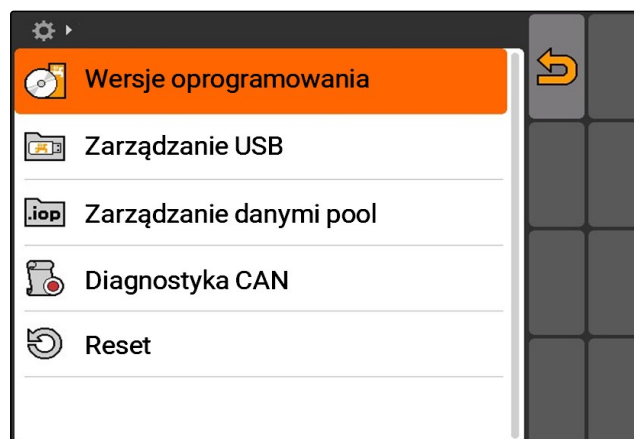 Wersje oprogramowania
Zarządzanie USB
.iop Zarządzanie danymi pool
Diagnostyka CAN
Reset